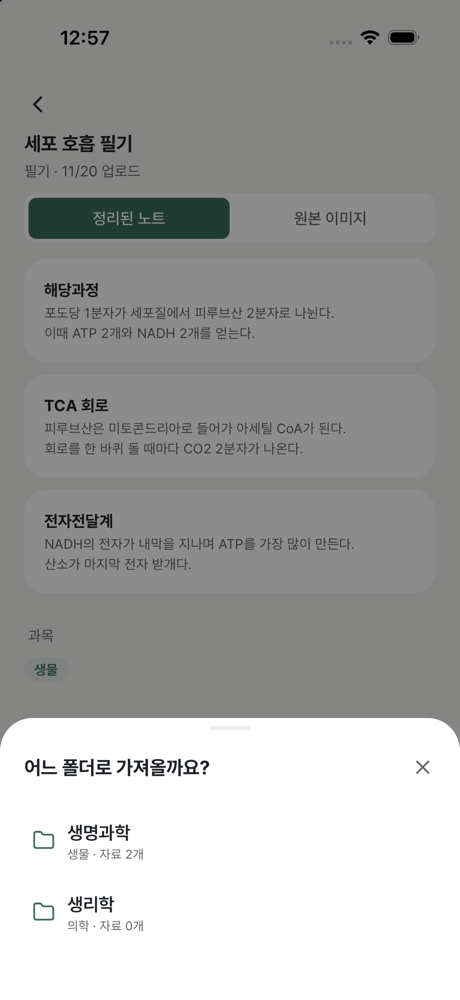 12:57
세포 호흡 필기
필기 · 11/20 업로드
정리된 노트
원본 이미지
해당과정
포도당 1분자가 세포질에서 피루브산 2분자로 나뉜다.
이때 ATP 2개와 NADH 2개를 얻는다.
TCA 회로
피루브산은 미토콘드리아로 들어가 아세틸 CoA가 된다.
회로를 한 바퀴 돌 때마다 CO2 2분자가 나온다.
전자전달계
NADH의 전자가 내막을 지나며 ATP를 가장 많이 만든다.
산소가 마지막 전자 받개다.
과목
생물
어느 폴더로 가져올까요?
생명과학
생물 · 자료 2개
생리학
의학 · 자료 0개